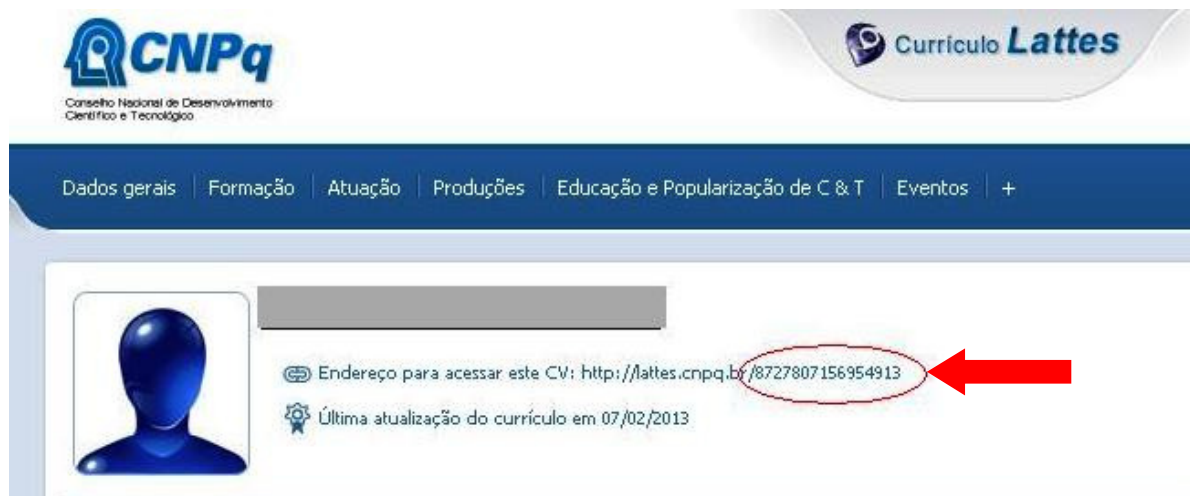 CNPq
Conselho Nacional de Desenvolvimento
Científico e Tecnológico
Currículo Lattes
Dados gerais Formação Atuação Produções Educação e Popularização de C & T Eventos +
Endereço para acessar este CV: http://lattes.cnpq.br/8727807156954913
Última atualização do currículo em 07/02/2013